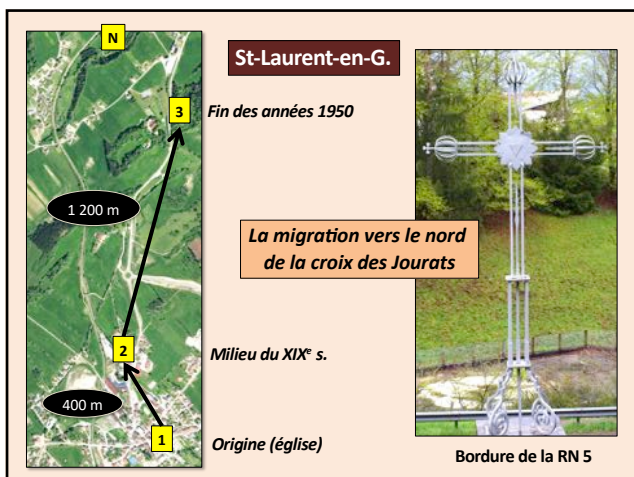 N
St-Laurent-en-G.
3
Fin des années 1950
1 200 m
La migration vers le nord
de la croix des Jourats
2
Milieu du XIXᵉ s.
400 m
1
Origine (église)
Bordure de la RN 5